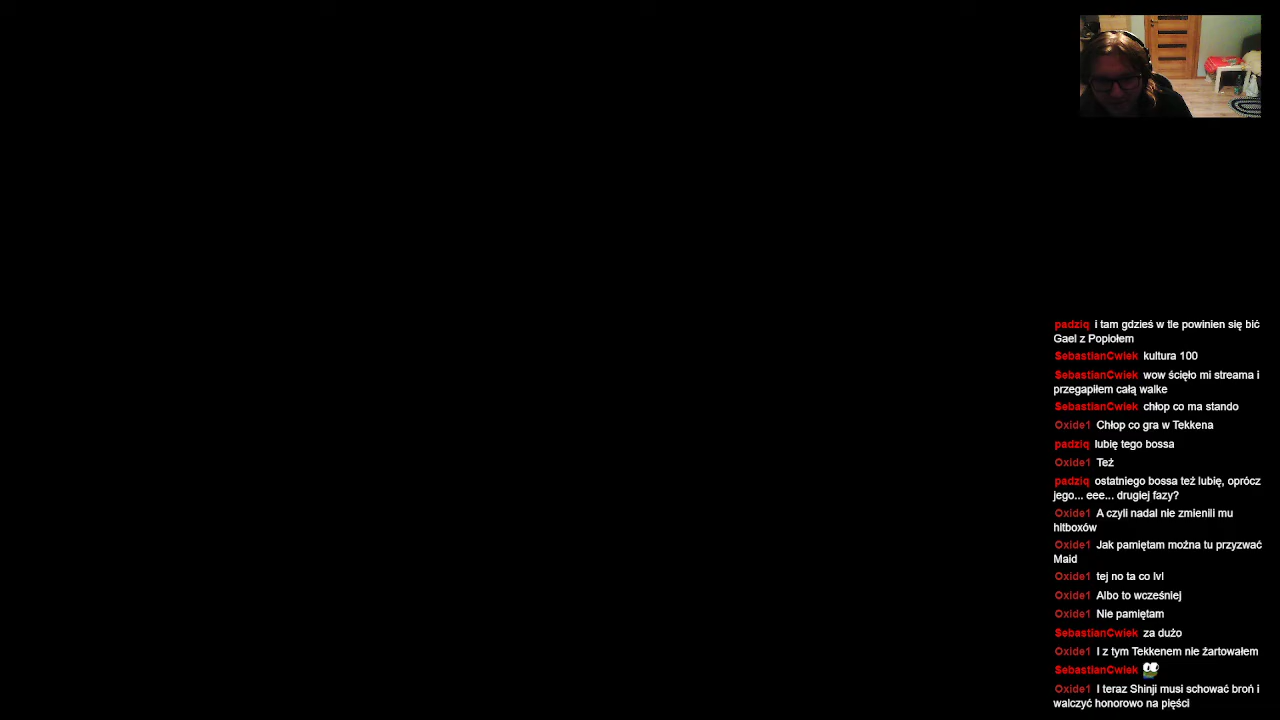 padziq i tam gdzieś w tle powinien się bić
Gael z Popiołem
SebastianCwiek kultura 100
SebastianCwiek wow ścięło mi streama i
przegapiłem całą walke
SebastianCwiek chłop co ma stando
Oxide1 Chłop co gra w Tekkena
padziq lubię tego bossa
Oxide1 Też
padziq ostatniego bossa też lubię, oprócz
jego... eee... drugiej fazy?
Oxide1 A czyli nadal nie zmienili mu
hitboxów
Oxide1 Jak pamiętam można tu przyzwać
Maid
Oxide1 tej no ta co lvl
Oxide1 Albo to wcześniej
Oxide1 Nie pamiętam
SebastianCwiek za dużo
Oxide1 I z tym Tekkenem nie żartowałem
SebastianCwiek
Oxide1 I teraz Shinji musi schować broń i
walczyć honorowo na pięści